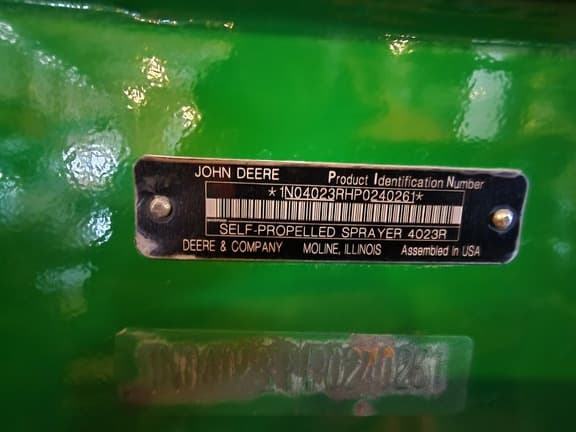 JOHN DEERE Product Identification Number
*1N04023RHP0240261*
SELF-PROPELLED SPRAYER 4023R
DEERE & COMPANY MOLINE, ILLINOIS Assembled in USA